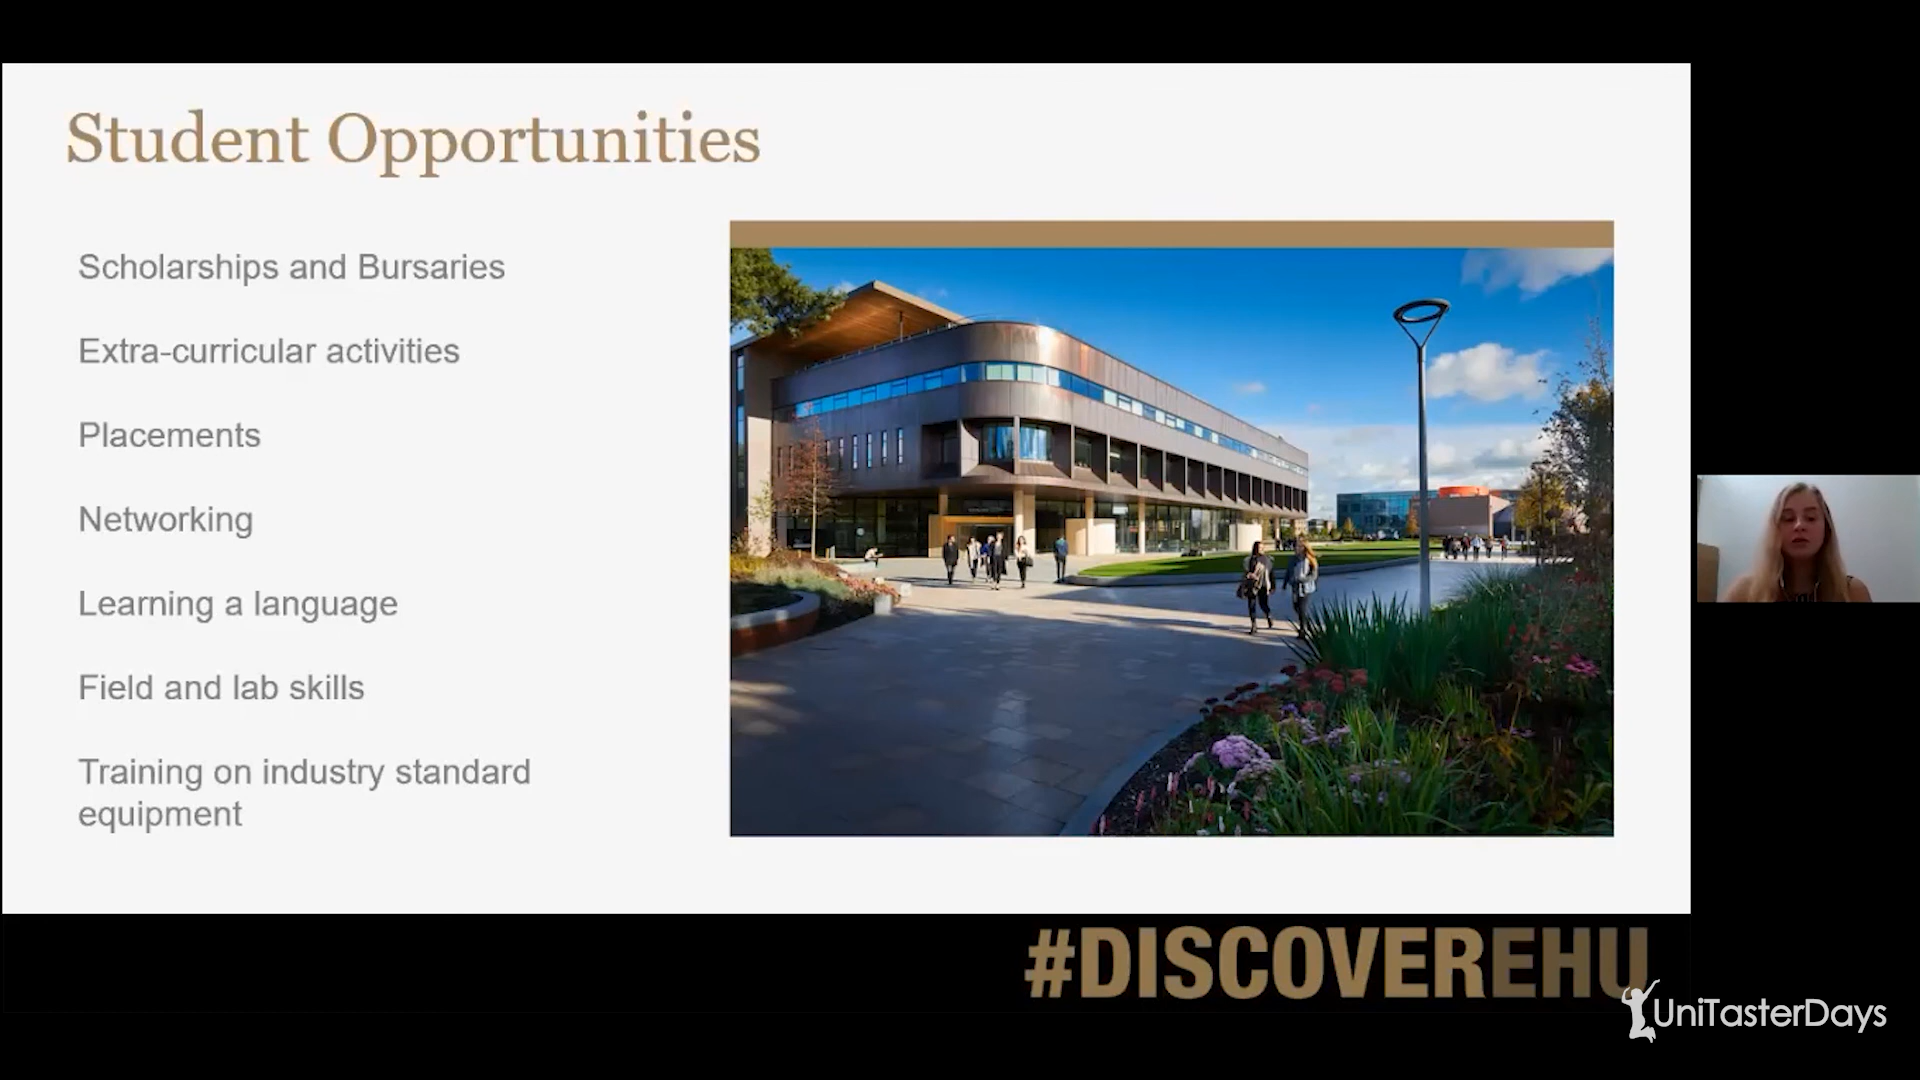 Student Opportunities
Scholarships and Bursaries
Extra-curricular activities
Placements
Networking
Learning a language
Field and lab skills
Training on industry standard
equipment
#DISCOVEREHU
UniTasterDays